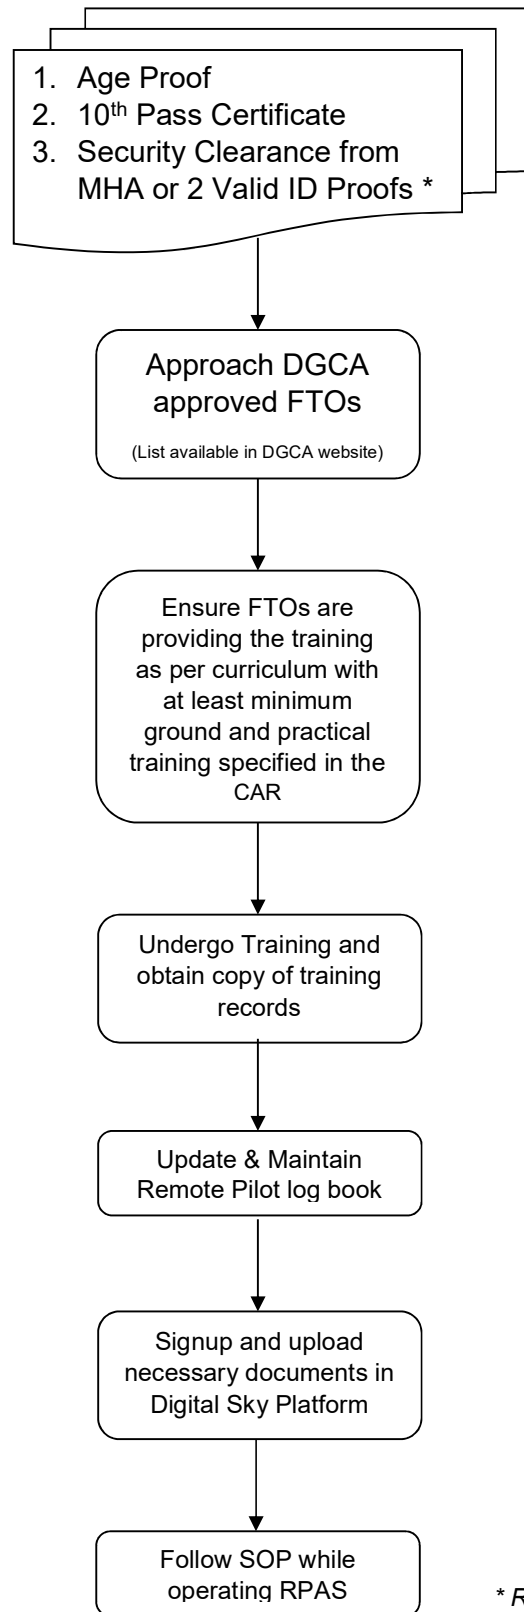 1. Age Proof
2. 10th Pass Certificate
3. Security Clearance from
MHA or 2 Valid ID Proofs *
Approach DGCA
approved FTOs
(List available in DGCA website)
Ensure FTOs are
providing the training
as per curriculum with
at least minimum
ground and practical
training specified in the
CAR
Undergo Training and
obtain copy of training
records
Update & Maintain
Remote Pilot log book
Signup and upload
necessary documents in
Digital Sky Platform
Follow SOP while
operating RPAS
* R